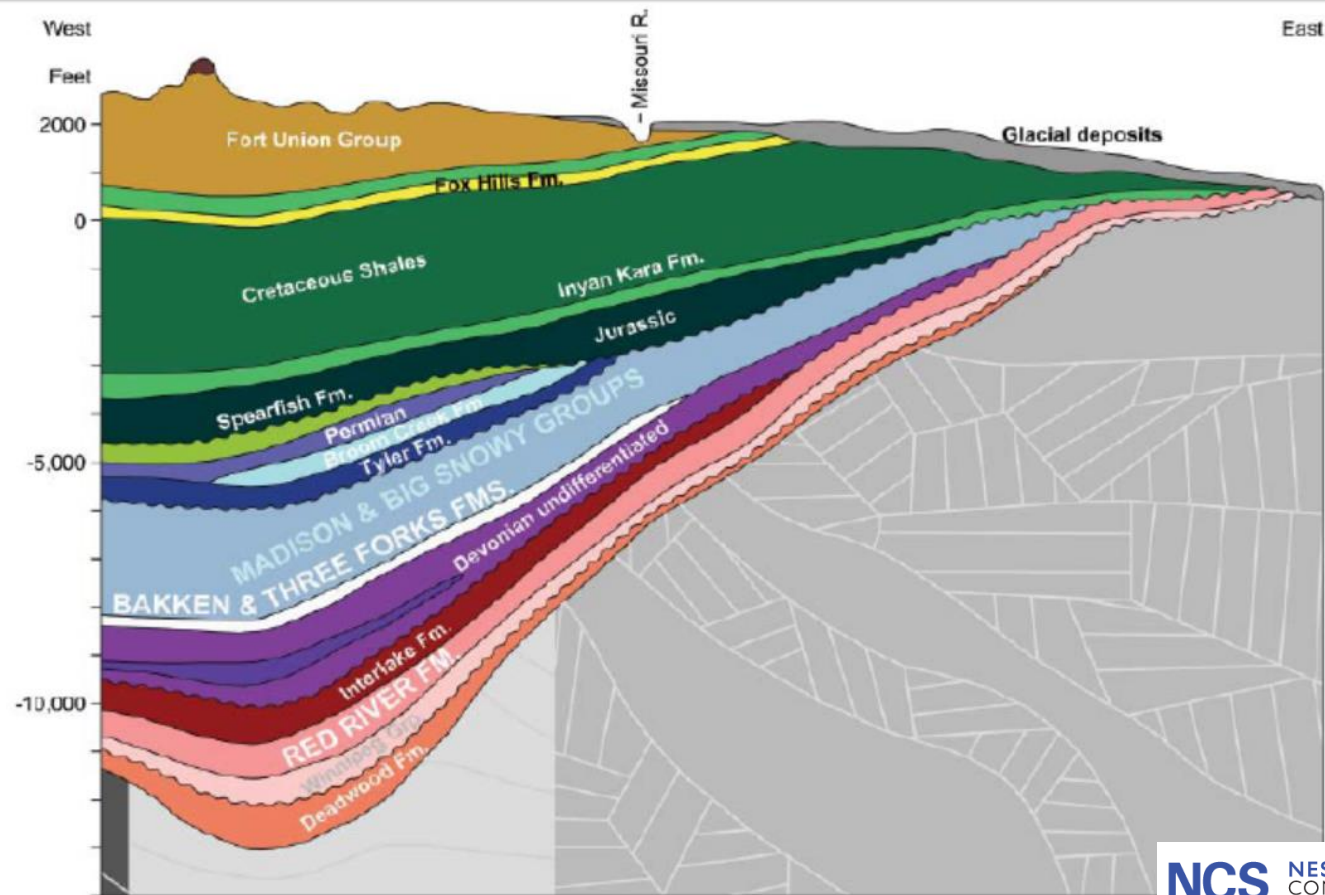 West
East
Feet
– Missouri R.
2000
0
-5,000
-10,000
Fort Union Group
Glacial deposits
Fox Hills Fm.
Cretaceous Shales
Inyan Kara Fm.
Jurassic
Spearfish Fm.
Permian
Broom Creek Fm
Tyler Fm.
MADISON & BIG SNOWY GROUPS
BAKKEN & THREE FORKS FMS.
Devonian undifferentiated
Interlake Fm.
RED RIVER FM.
Winnipeg Grp.
Deadwood Fm.
NCS